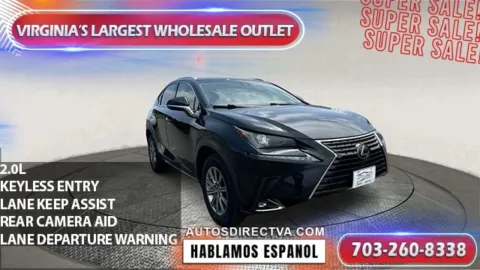 VIRGINIA'S LARGEST WHOLESALE OUTLET
SUPER SALE!
SUPER SALE!
SUPER SALE!
2.0L
KEYLESS ENTRY
LANE KEEP ASSIST
REAR CAMERA AID
LANE DEPARTURE WARNING
AUTOSDIRECTVA.COM
HABLAMOS ESPANOL
703-260-8338